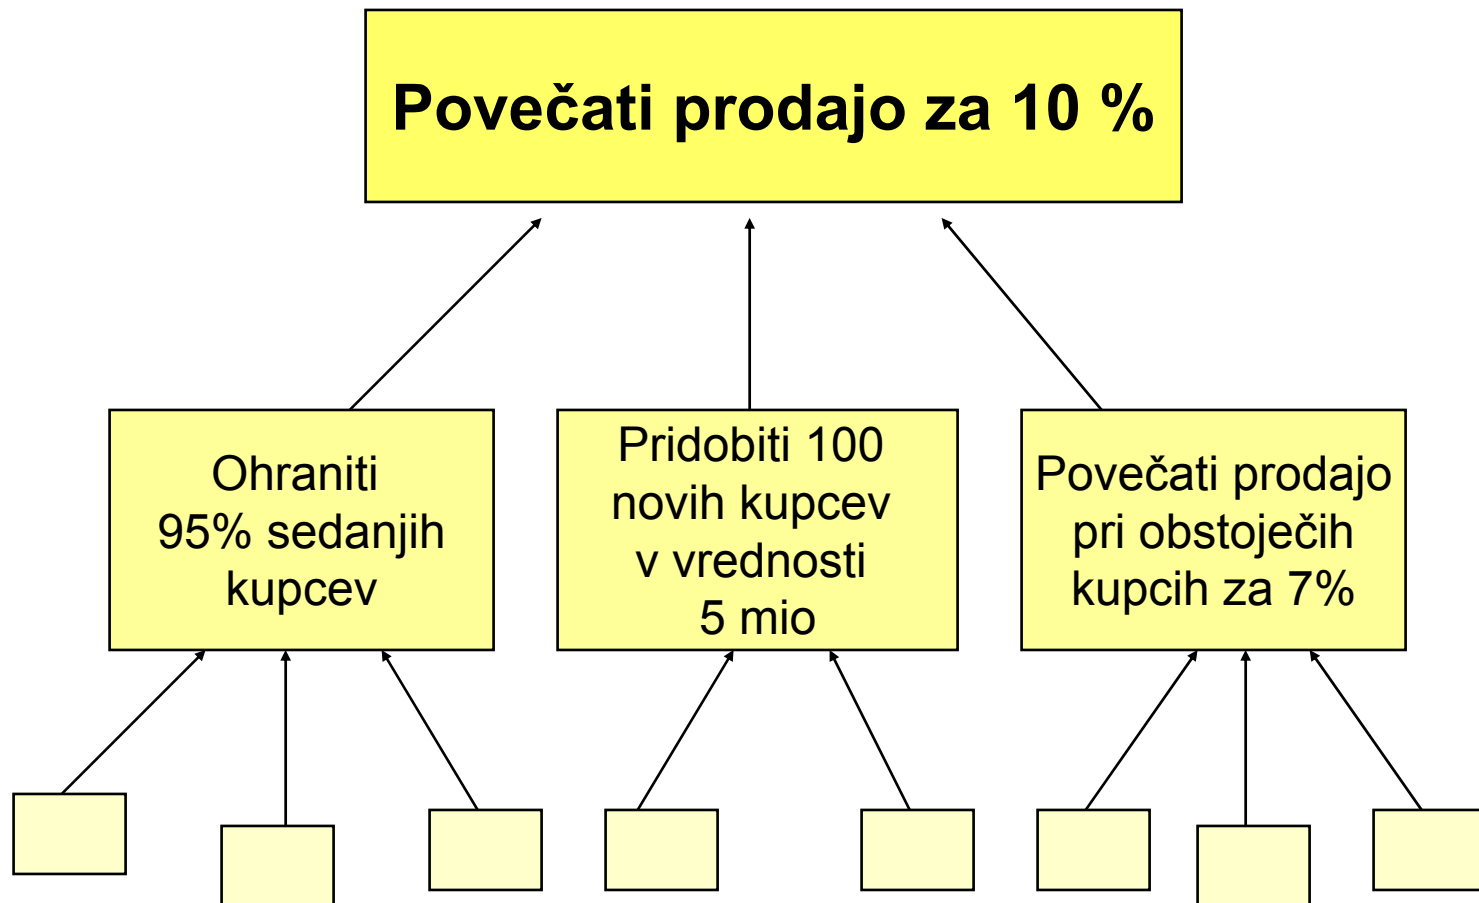 Povečati prodajo za 10 %
Ohraniti
95% sedanjih
kupcev
Pridobiti 100
novih kupcev
v vrednosti
5 mio
Povečati prodajo
pri obstoječih
kupcih za 7%